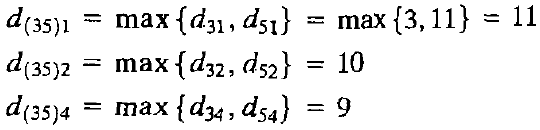 d(35)1 = max {d31, d51} = max {3, 11} = 11
d(35)2 = max {d32, d52} = 10
d(35)4 = max {d34, d54} = 9